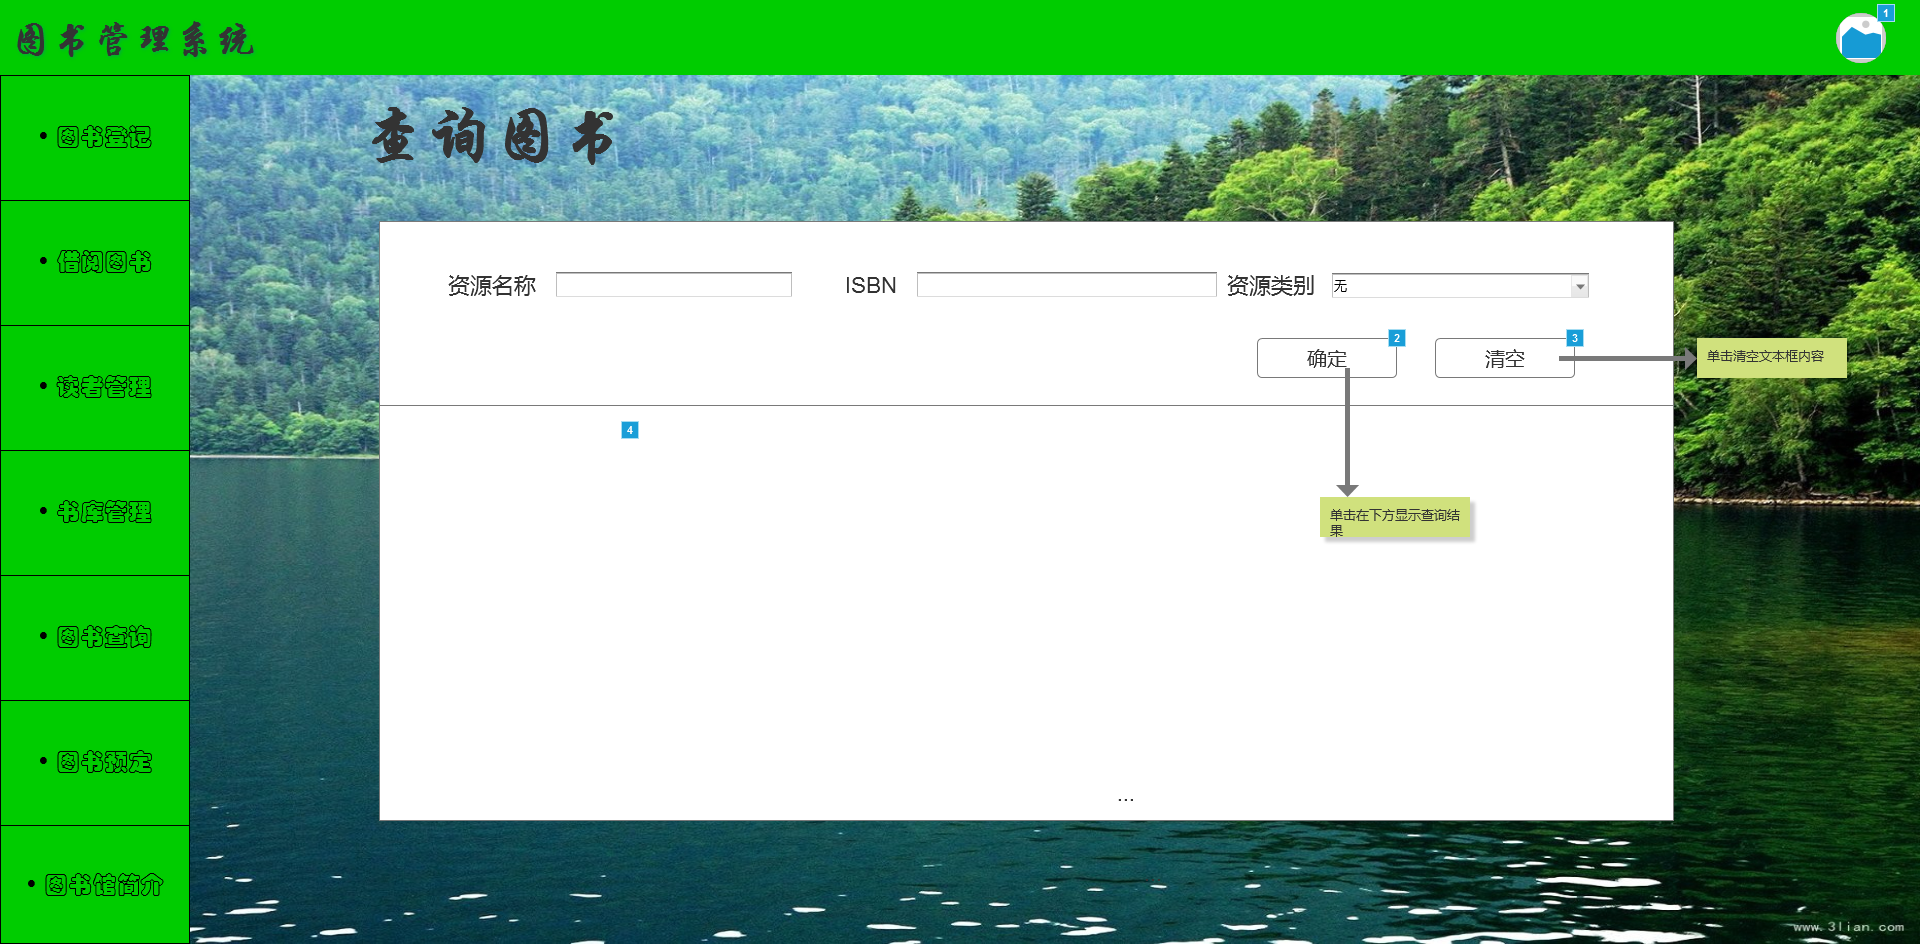 图书管理系统
1
• 图书登记
• 借阅图书
• 读者管理
• 书库管理
• 图书查询
• 图书预定
• 图书馆简介
查询图书
资源名称
ISBN
资源类别
无
确定
2
清空
3
单击清空文本框内容
4
单击在下方显示查询结
果
...
www.3lian.com